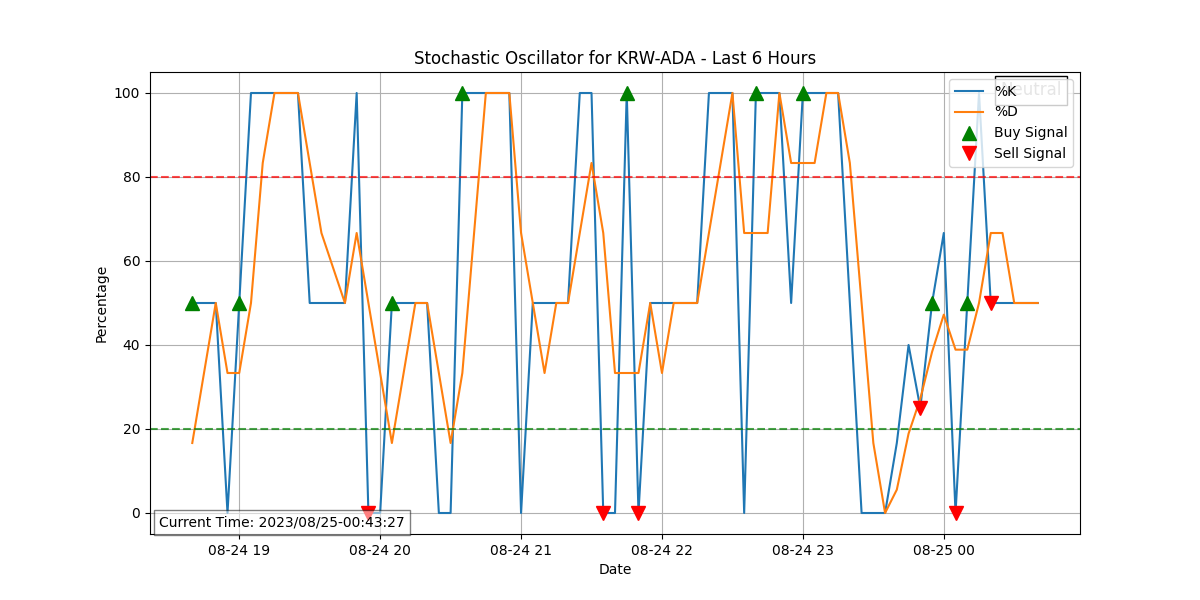 Stochastic Oscillator for KRW-ADA - Last 6 Hours
Neutral
%K
%D
Buy Signal
Sell Signal
100
80
60
40
20
0
Percentage
Current Time: 2023/08/25-00:43:27
08-24 19 08-24 20 08-24 21 08-24 22 08-24 23 08-25 00
Date